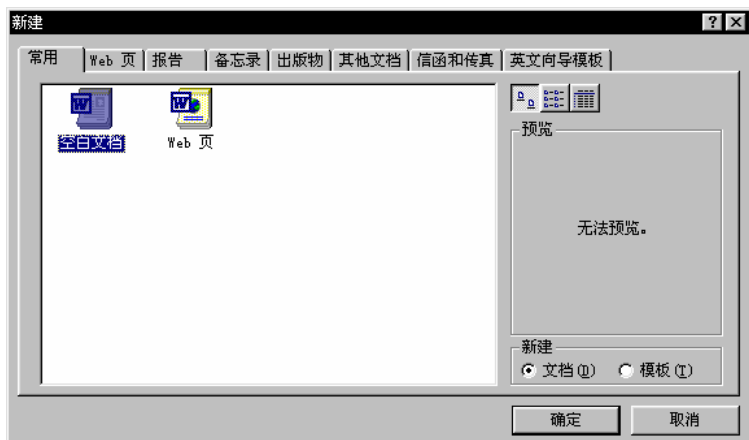 新建
常用 Web 页 报告 备忘录 出版物 其他文档 信函和传真 英文向导模板
空白文档 Web 页
预览
无法预览。
新建
文档(D) 模板(T)
确定 取消